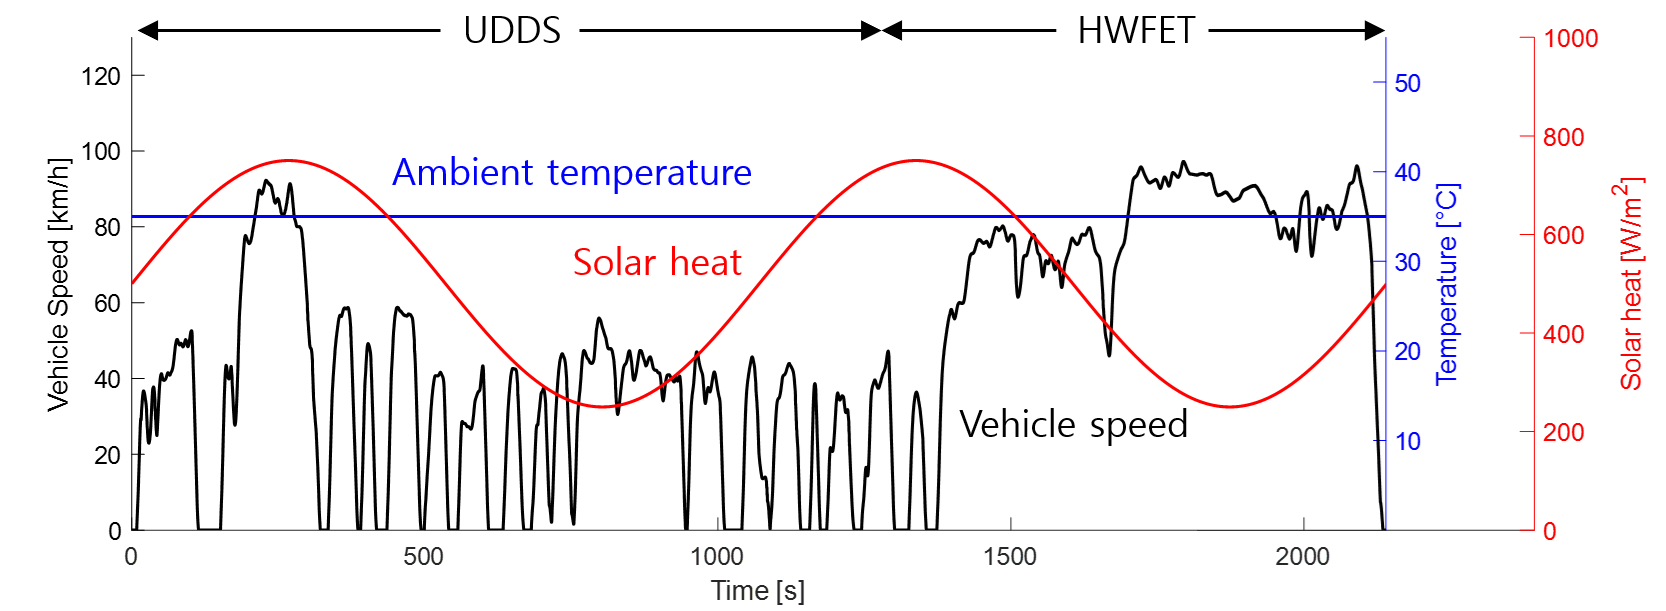 UDDS
HWFET
120
100
80
60
40
20
0
Vehicle Speed [km/h]
0
500
1000
1500
2000
Time [s]
Ambient temperature
Solar heat
Vehicle speed
50
40
30
20
10
Temperature [°C]
1000
800
600
400
200
0
Solar heat [W/m²]